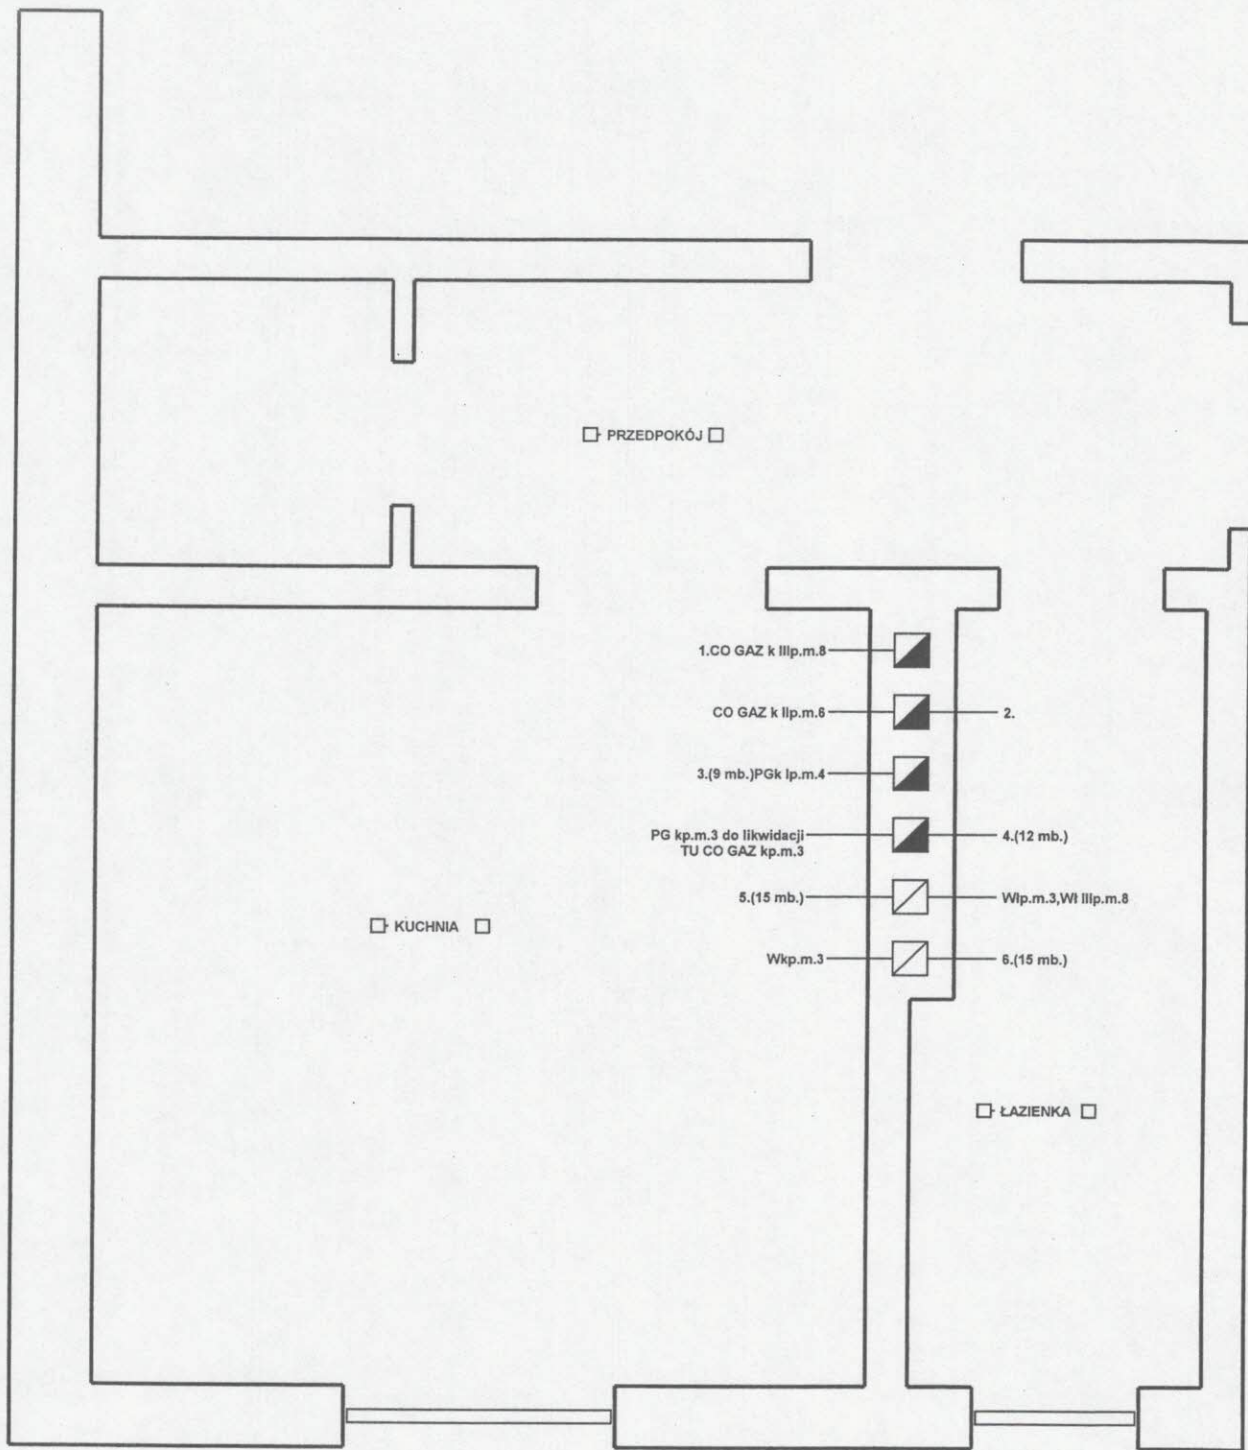 PRZEDPOKÓJ
1.CO GAZ k IIIp.m.8
CO GAZ k IIp.m.6 2.
3.(9 mb.)PGk Ip.m.4
PG kp.m.3 do likwidacji 4.(12 mb.)
TU CO GAZ kp.m.3
5.(15 mb.) Włp.m.3,Wł IIIp.m.8
KUCHNIA
Wkp.m.3 6.(15 mb.)
ŁAZIENKA